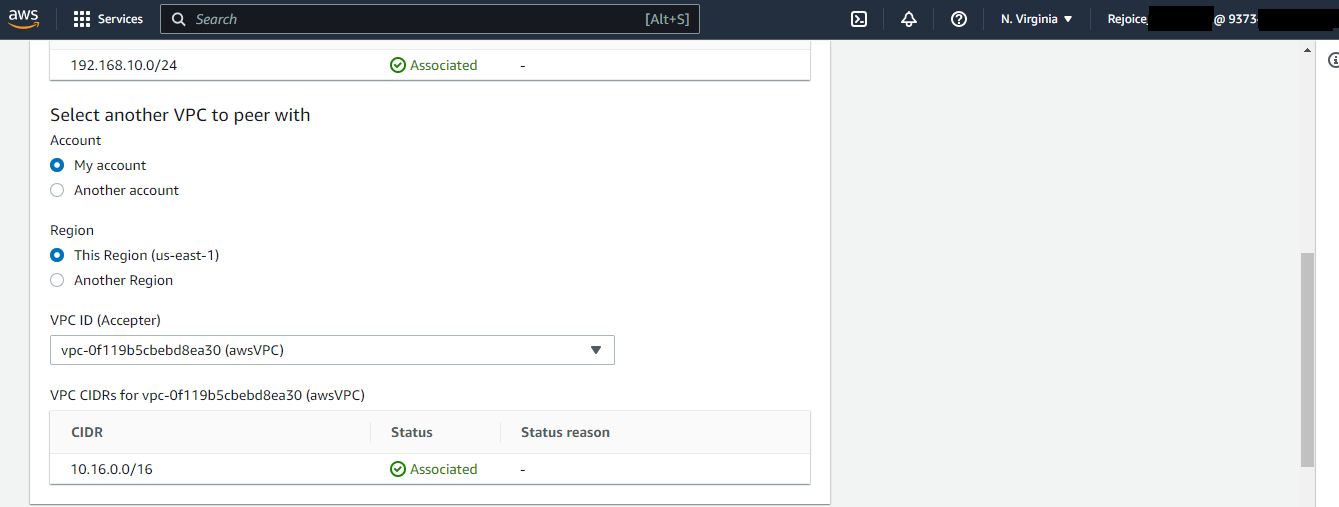 aws Services Search [Alt+S] N. Virginia Rejoice @ 9373-
192.168.10.0/24 Associated -
Select another VPC to peer with
Account
My account
Another account
Region
This Region (us-east-1)
Another Region
VPC ID (Accepter)
vpc-0f119b5cbebd8ea30 (awsVPC)
VPC CIDRs for vpc-0f119b5cbebd8ea30 (awsVPC)
CIDR Status Status reason
10.16.0.0/16 Associated -